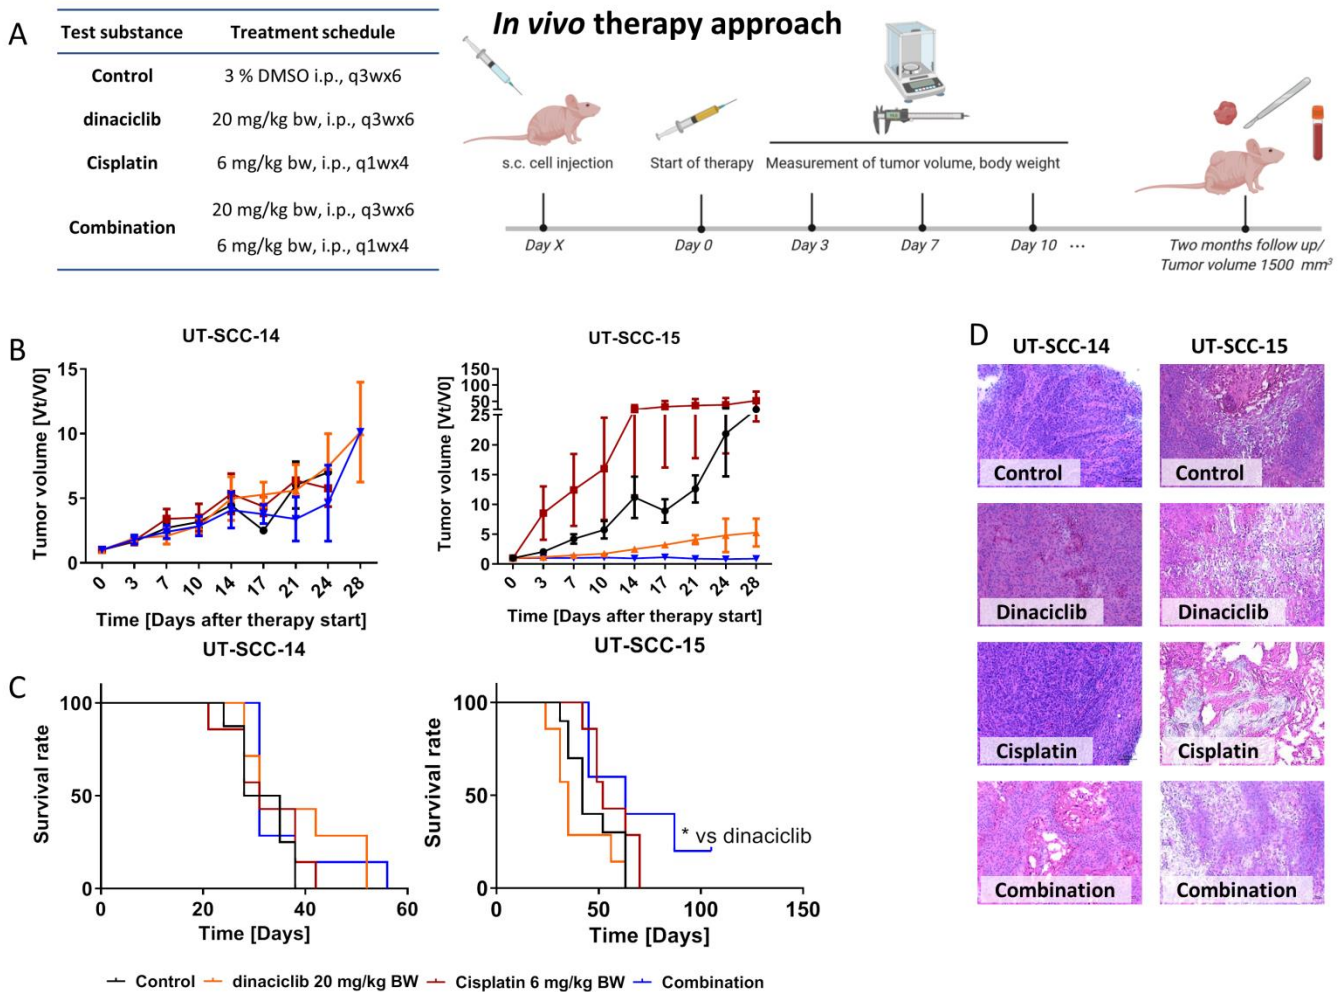 A
Test substance Treatment schedule
Control 3 % DMSO i.p., q3wx6
dinaciclib 20 mg/kg bw, i.p., q3wx6
Cisplatin 6 mg/kg bw, i.p., q1wx4
Combination 20 mg/kg bw, i.p., q3wx6
6 mg/kg bw, i.p., q1wx4
In vivo therapy approach
s.c. cell injection
Start of therapy
Measurement of tumor volume, body weight
Day X
Day 0
Day 3
Day 7
Day 10 ...
Two months follow up/
Tumor volume 1500 mm³
B
UT-SCC-14
Tumor volume [Vt/V0]
15
10
5
0
0 3 7 10 14 17 21 24 28
Time [Days after therapy start]
UT-SCC-15
Tumor volume [Vt/V0]
150
100
50
25
20
15
10
5
0
0 3 7 10 14 17 21 24 28
Time [Days after therapy start]
C
UT-SCC-14
Survival rate
100
50
0
0 20 40 60
Time [Days]
UT-SCC-15
Survival rate
100
50
0
* vs dinaciclib
0 50 100 150
Time [Days]
Control dinaciclib 20 mg/kg BW Cisplatin 6 mg/kg BW Combination
D
UT-SCC-14 UT-SCC-15
Control Control
Dinaciclib Dinaciclib
Cisplatin Cisplatin
Combination Combination